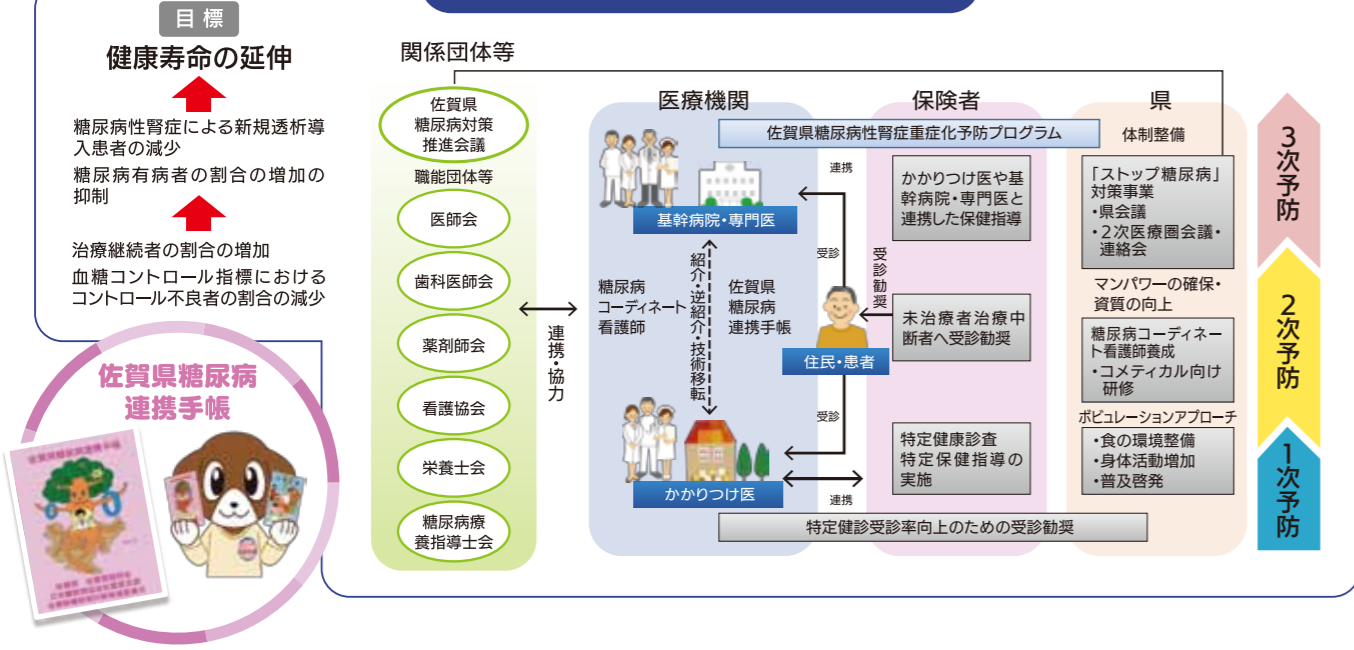 目標
健康寿命の延伸
糖尿病性腎症による新規透析導
入患者の減少
糖尿病有病者の割合の増加の
抑制
治療継続者の割合の増加
血糖コントロール指標における
コントロール不良者の割合の減少
佐賀県糖尿病
連携手帳
関係団体等
佐賀県
糖尿病対策
推進会議
職能団体等
医師会
歯科医師会
薬剤師会
看護協会
栄養士会
糖尿病療
養指導士会
連携・協力
医療機関
保険者
県
佐賀県糖尿病性腎症重症化予防プログラム
体制整備
基幹病院・専門医
糖尿病
コーディネート
看護師
紹介・逆紹介・技術移転
佐賀県
糖尿病
連携手帳
かかりつけ医
連携
受診
受診勧奨
住民・患者
受診
連携
かかりつけ医や基
幹病院・専門医と
連携した保健指導
未治療者治療中
断者へ受診勧奨
特定健康診査
特定保健指導の
実施
特定健診受診率向上のための受診勧奨
「ストップ糖尿病」
対策事業
・県会議
・2次医療圏会議・
連絡会
マンパワーの確保・
資質の向上
糖尿病コーディネー
ト看護師養成
・コメディカル向け
研修
ポピュレーションアプローチ
・食の環境整備
・身体活動増加
・普及啓発
3次予防
2次予防
1次予防
佐賀県糖尿病連携手帳